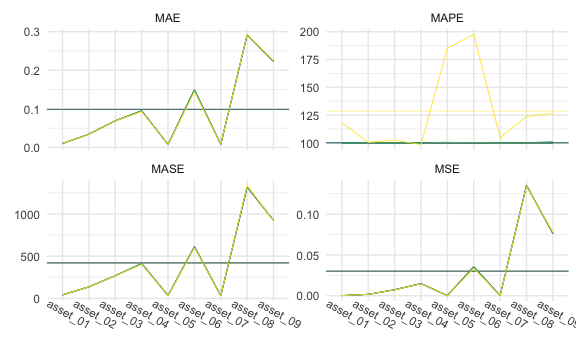 MAE
MAPE
0.3
0.2
0.1
0.0
200
175
150
125
100
MASE
MSE
1000
500
0
0.10
0.05
0.00
asset_01
asset_02
asset_03
asset_04
asset_05
asset_06
asset_07
asset_08
asset_09
asset_01
asset_02
asset_03
asset_04
asset_05
asset_06
asset_07
asset_08
asset_09